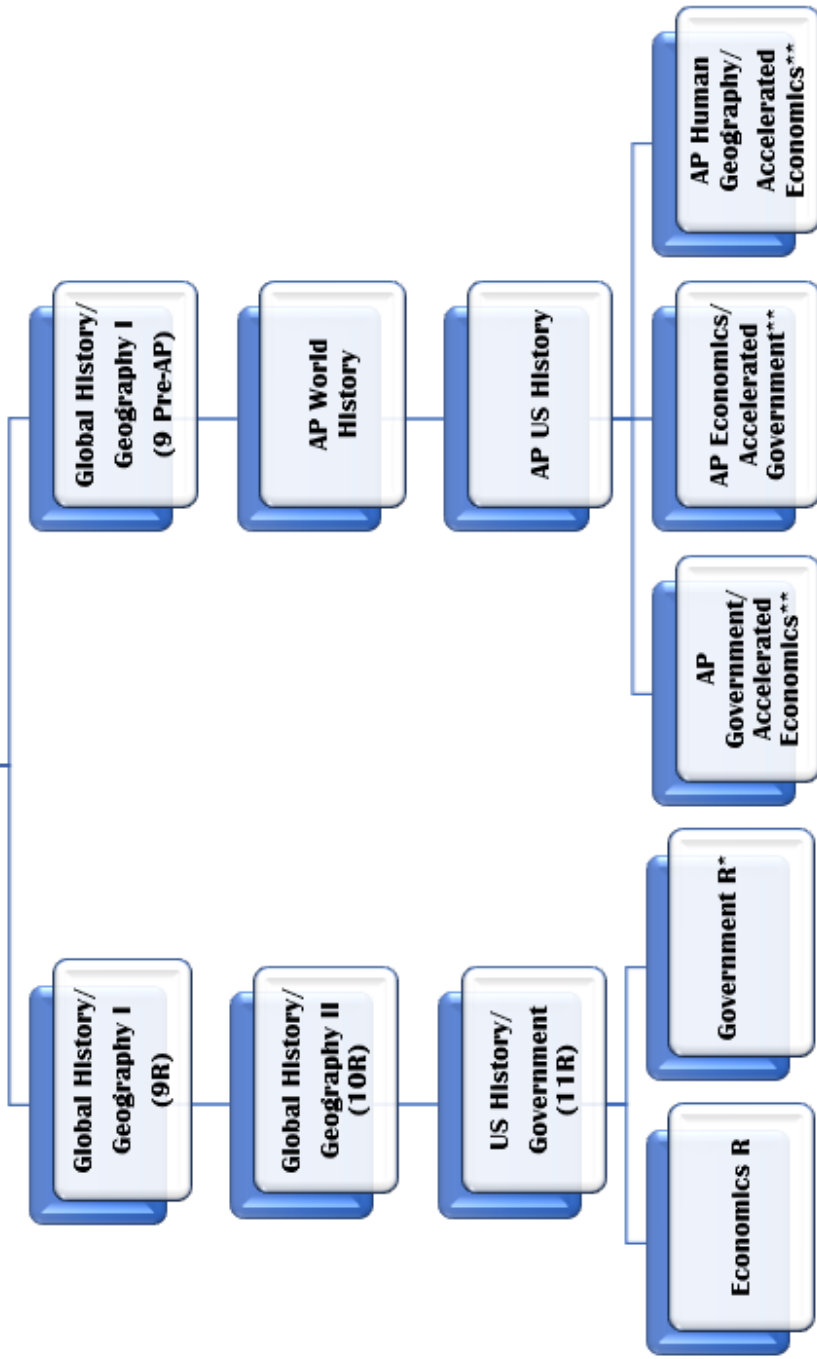 Global History/
Geography I
(9R)
Global History/
Geography I
(9 Pre-AP)
Global History/
Geography II
(10R)
AP World
History
US History/
Government
(11R)
AP US History
Economics R
Government R*
AP
Government/
Accelerated
Economics**
AP Economics/
Accelerated
Government**
AP Human
Geography/
Accelerated
Economics**